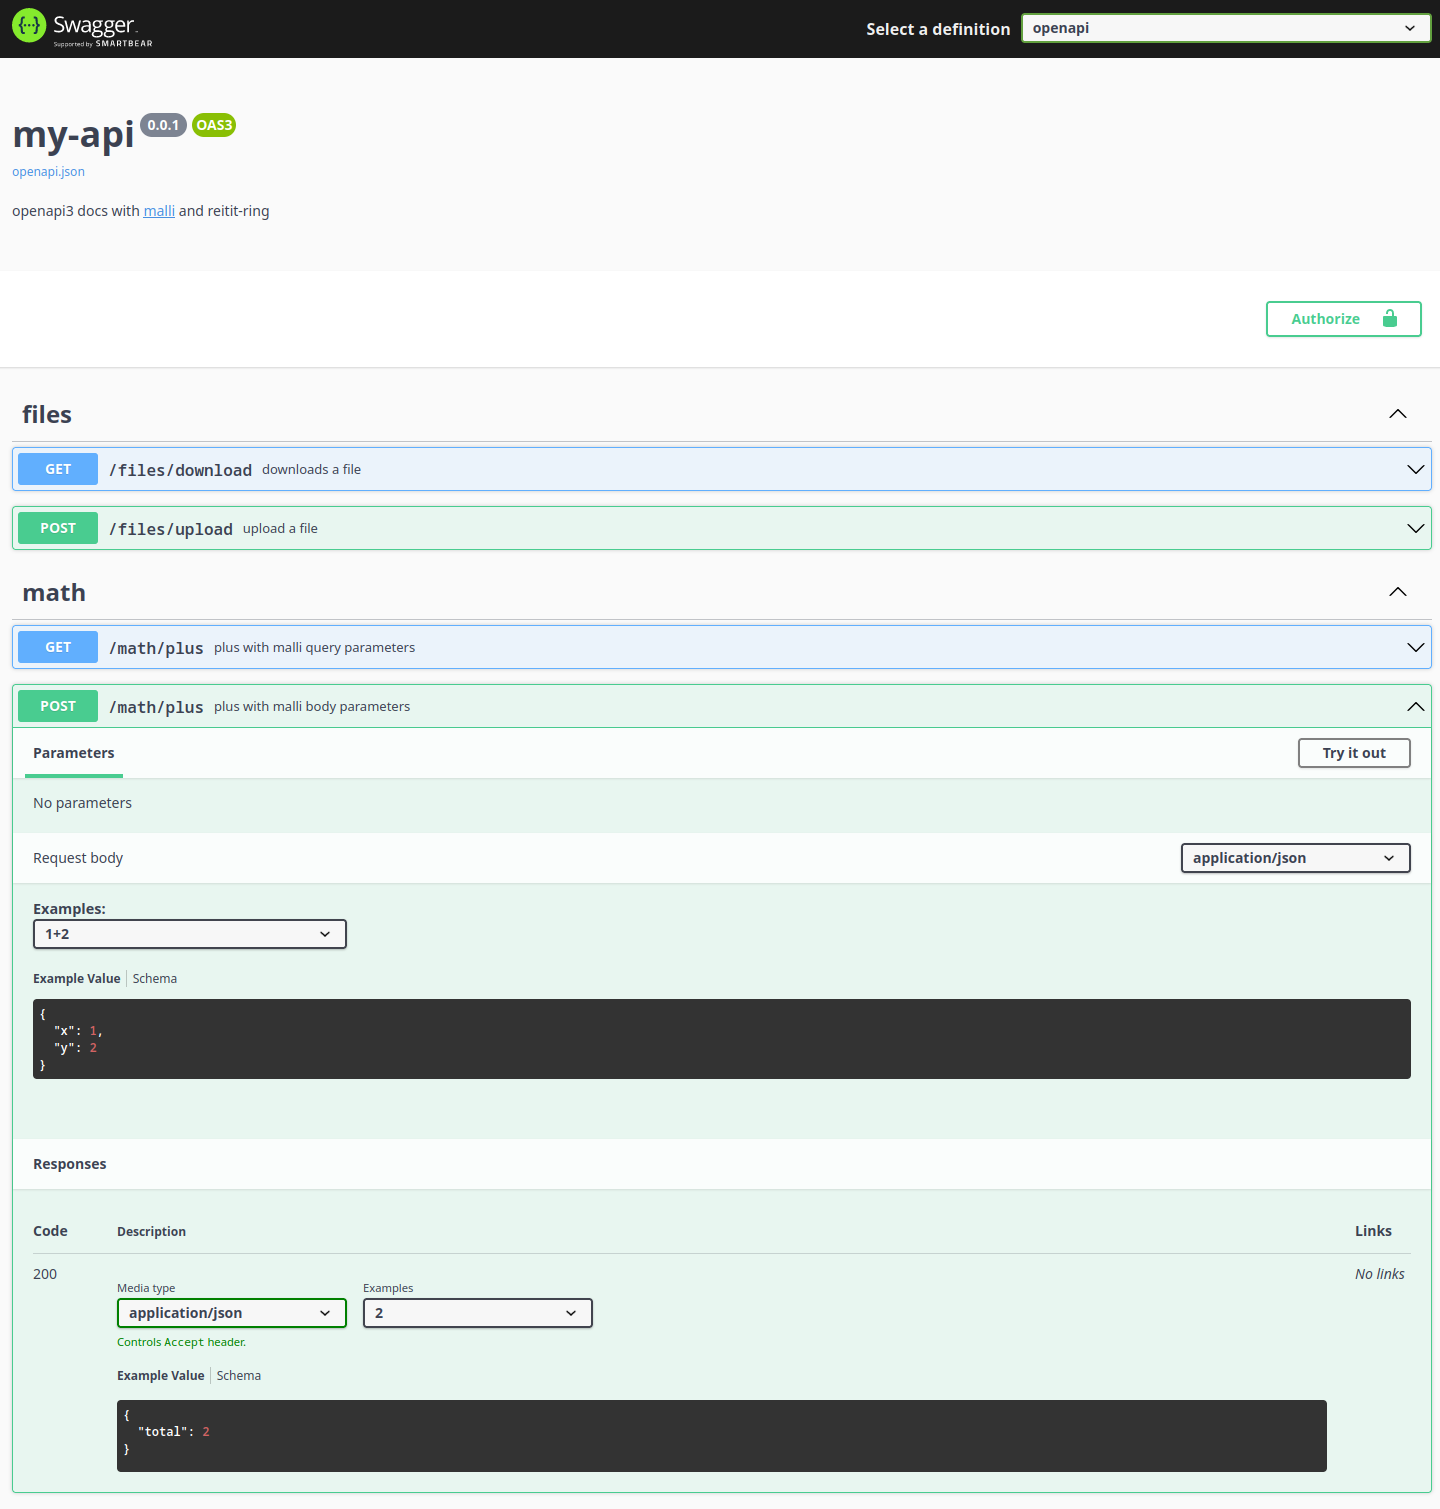 Swagger
Supported by SMARTBEAR
Select a definition
openapi
my-api 0.0.1 OAS3
openapi.json
openapi3 docs with malli and reitit-ring
Authorize
files
GET /files/download downloads a file
POST /files/upload upload a file
math
GET /math/plus plus with malli query parameters
POST /math/plus plus with malli body parameters
Parameters
Try it out
No parameters
Request body
application/json
Examples:
1+2
Example Value Schema
{
"x": 1,
"y": 2
}
Responses
Code Description Links
200 No links
Media type Examples
application/json 2
Controls Accept header.
Example Value Schema
{
"total": 2
}